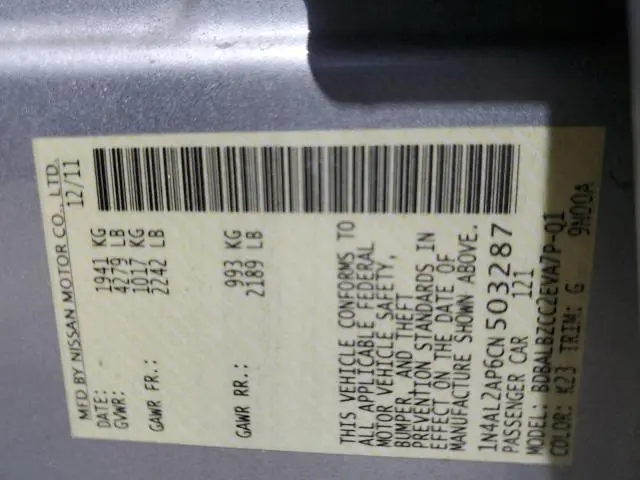 MFD BY NISSAN MOTOR CO., LTD.
DATE: 12/11
GVWR: 1941 KG
4279 LB
GAWR FR.: 1017 KG
2242 LB
GAWR RR.: 993 KG
2189 LB
THIS VEHICLE CONFORMS TO
ALL APPLICABLE FEDERAL
MOTOR VEHICLE SAFETY,
BUMPER, AND THEFT
PREVENTION STANDARDS IN
EFFECT ON THE DATE OF
MANUFACTURE SHOWN ABOVE.
1N4AL2AP6CN503287
PASSENGER CAR 121
MODEL: BDBALBZCC2EVA7P-QI
COLOR: K23 TRIM: G 9H00A